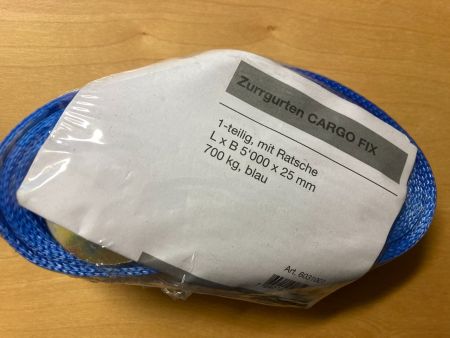 Zurrgurten CARGO FIX
1-teilig, mit Ratsche
L x B 5'000 x 25 mm
700 kg, blau
Art.